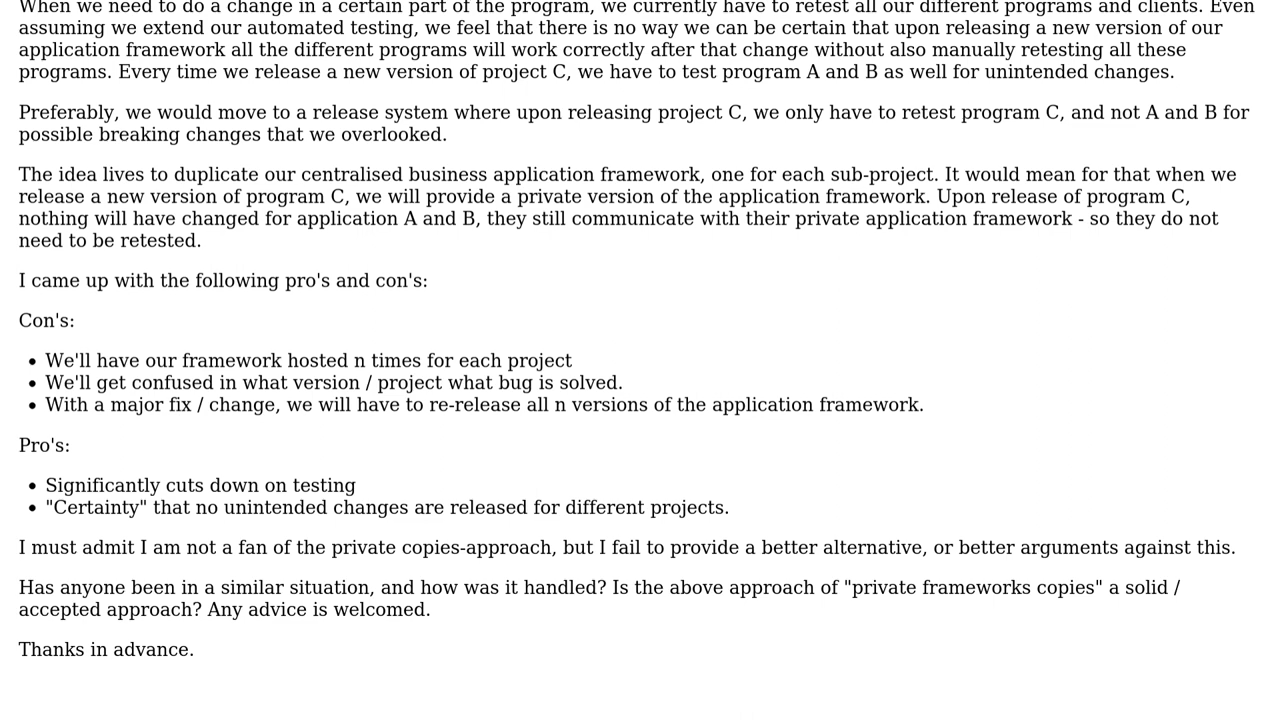 When we need to do a change in a certain part of the program, we currently have to retest all our different programs and clients. Even
assuming we extend our automated testing, we feel that there is no way we can be certain that upon releasing a new version of our
application framework all the different programs will work correctly after that change without also manually retesting all these
programs. Every time we release a new version of project C, we have to test program A and B as well for unintended changes.
Preferably, we would move to a release system where upon releasing project C, we only have to retest program C, and not A and B for
possible breaking changes that we overlooked.
The idea lives to duplicate our centralised business application framework, one for each sub-project. It would mean for that when we
release a new version of program C, we will provide a private version of the application framework. Upon release of program C,
nothing will have changed for application A and B, they still communicate with their private application framework - so they do not
need to be retested.
I came up with the following pro's and con's:
Con's:
• We'll have our framework hosted n times for each project
• We'll get confused in what version / project what bug is solved.
• With a major fix / change, we will have to re-release all n versions of the application framework.
Pro's:
• Significantly cuts down on testing
• "Certainty" that no unintended changes are released for different projects.
I must admit I am not a fan of the private copies-approach, but I fail to provide a better alternative, or better arguments against this.
Has anyone been in a similar situation, and how was it handled? Is the above approach of "private frameworks copies" a solid /
accepted approach? Any advice is welcomed.
Thanks in advance.